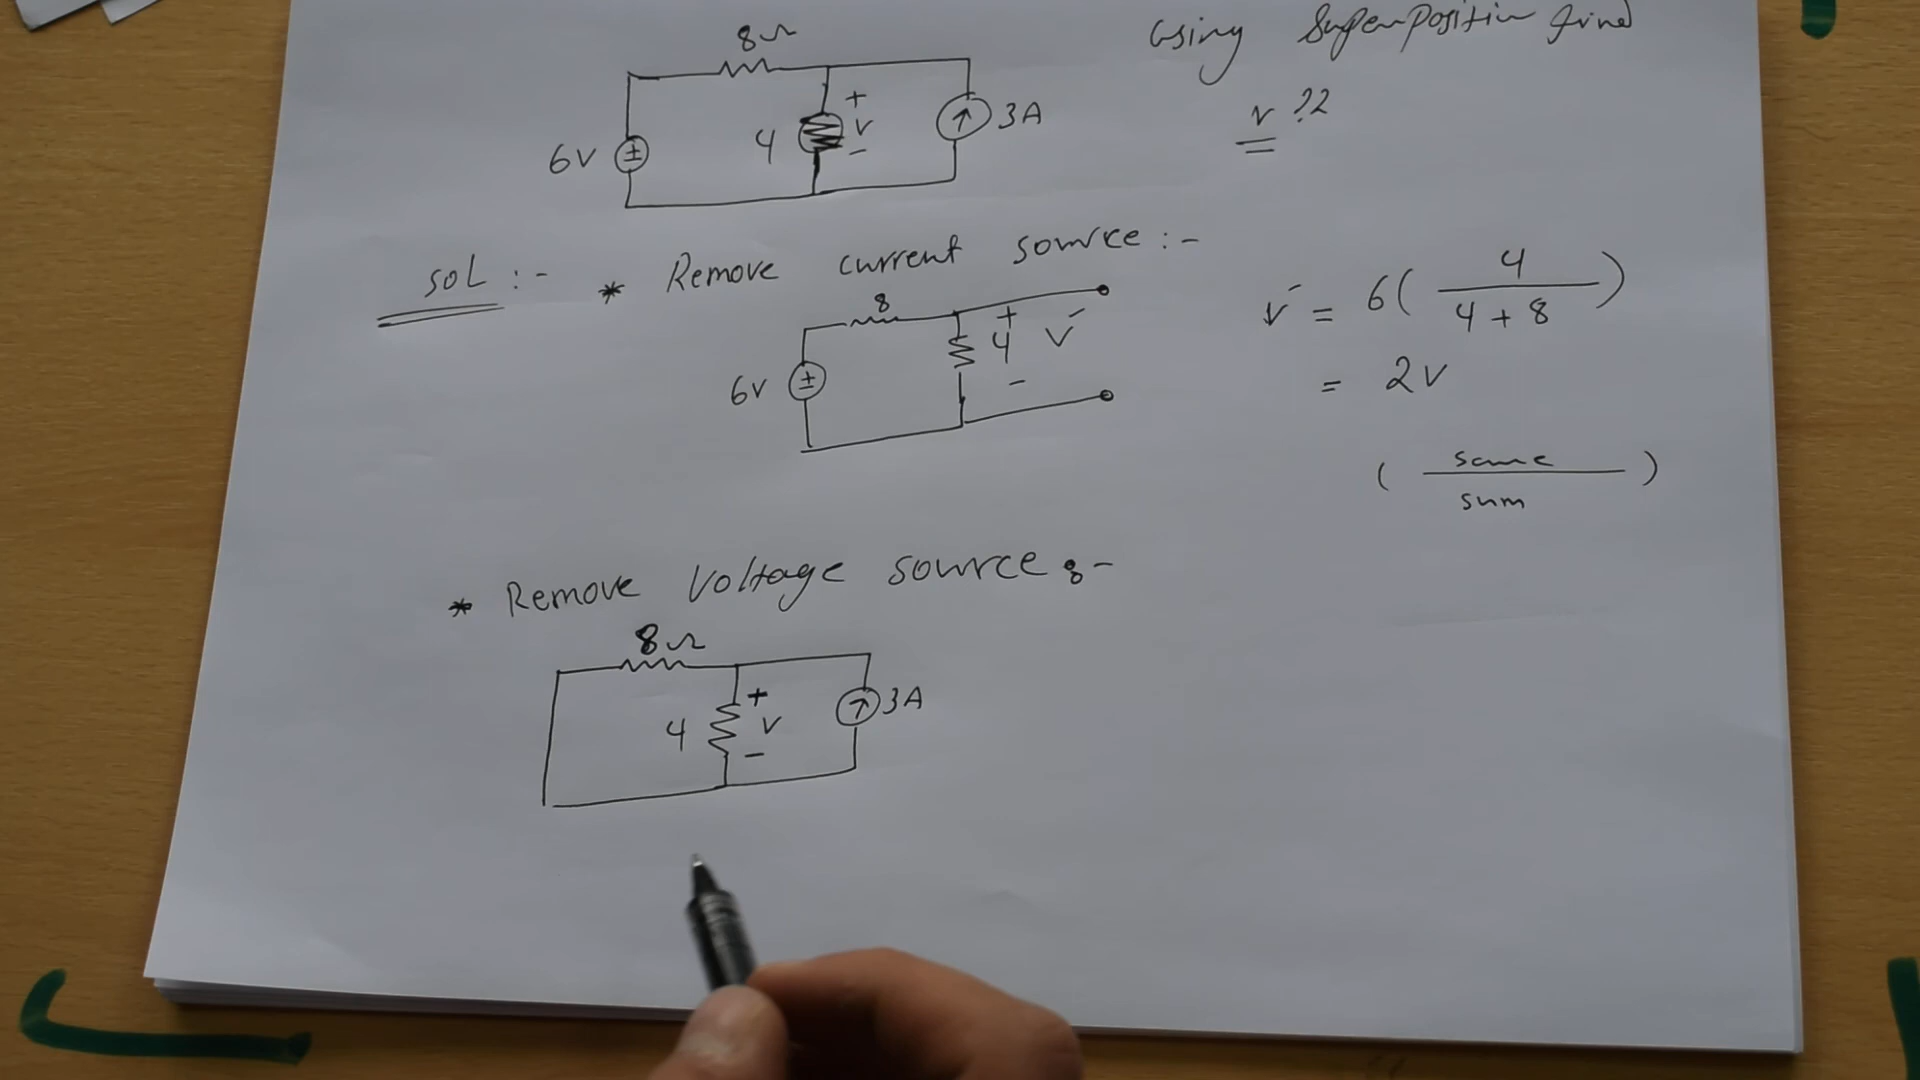 Using Superposition find
8Ω
v ??
6V
±
4
+
v
-
3A
SOL :- * Remove current source :-
8
6V
±
+
4 v́
-
v́ = 6( 4 / 4 + 8 )
= 2v
( same / sum )
* Remove Voltage source :-
8Ω
4
+
v
-
3A